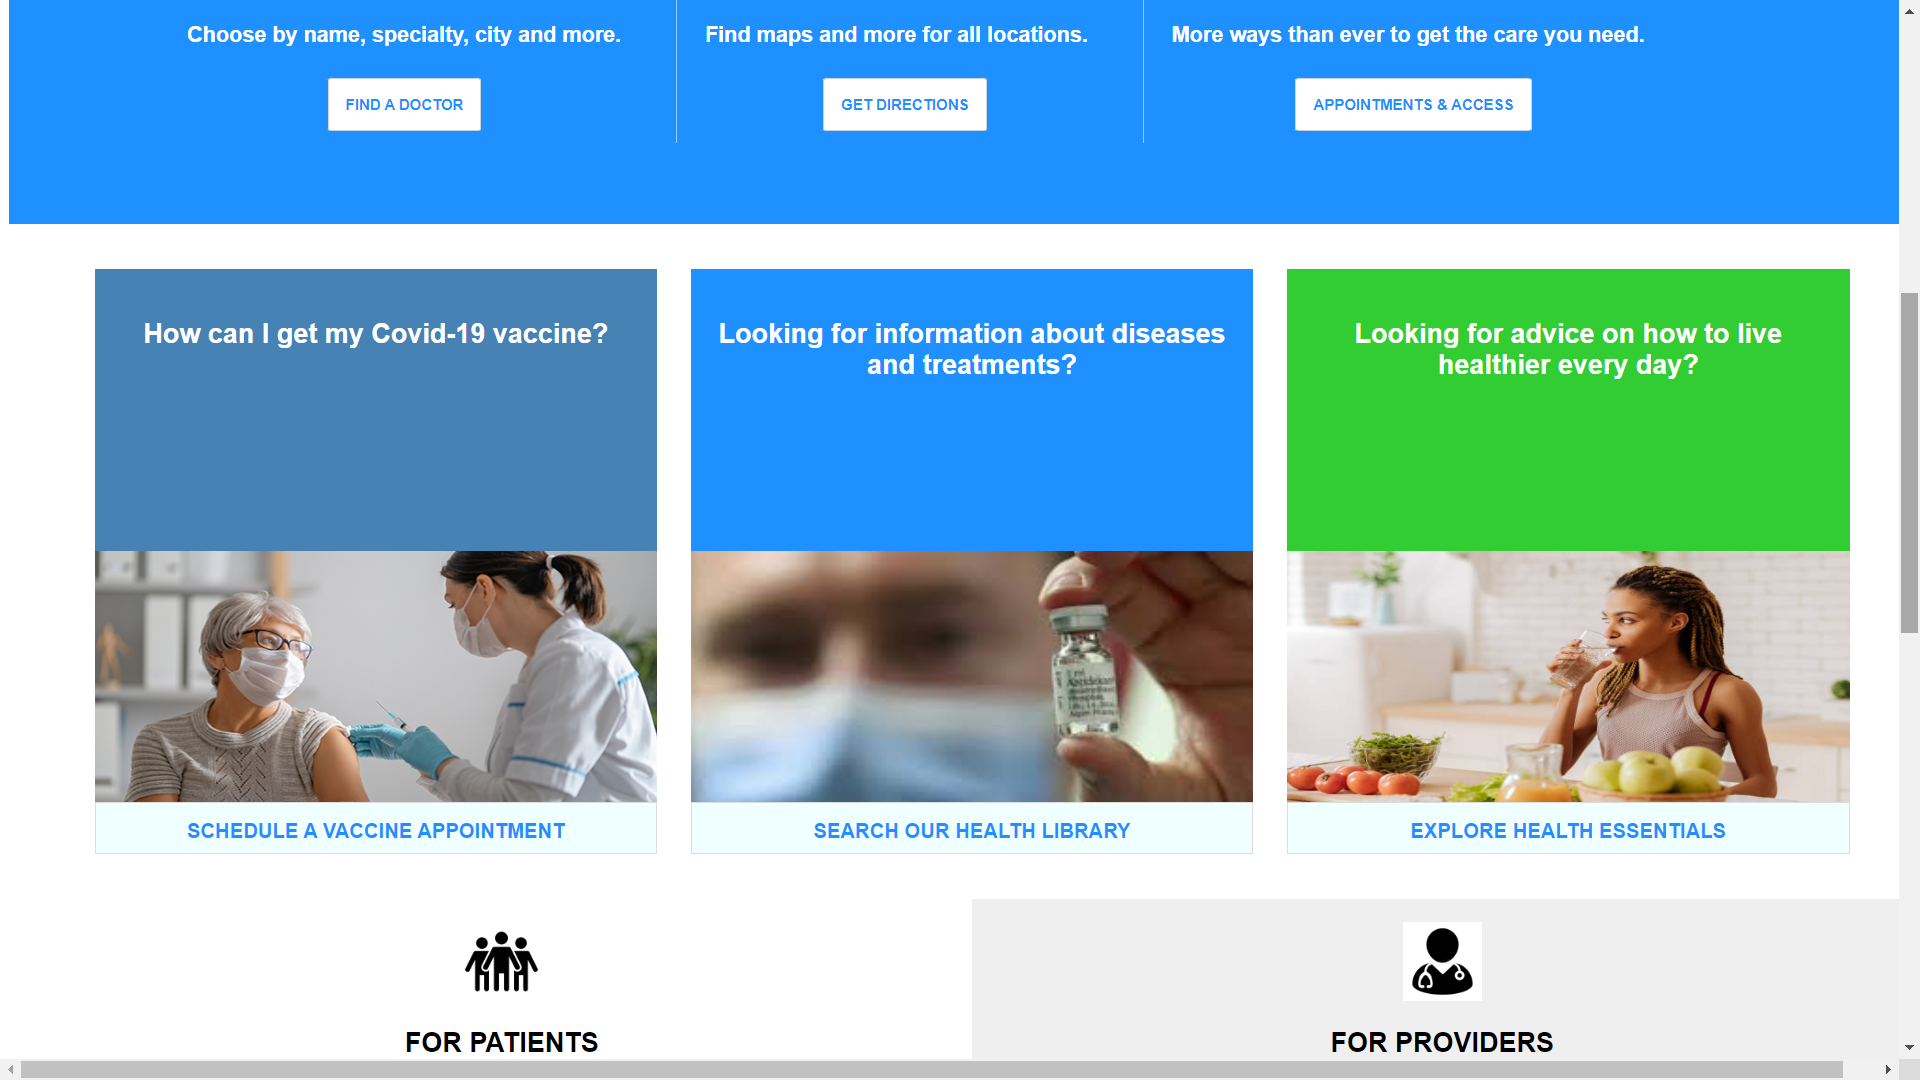 Choose by name, specialty, city and more.
FIND A DOCTOR
Find maps and more for all locations.
GET DIRECTIONS
More ways than ever to get the care you need.
APPOINTMENTS & ACCESS
How can I get my Covid-19 vaccine?
SCHEDULE A VACCINE APPOINTMENT
Looking for information about diseases
and treatments?
SEARCH OUR HEALTH LIBRARY
Looking for advice on how to live
healthier every day?
EXPLORE HEALTH ESSENTIALS
FOR PATIENTS
FOR PROVIDERS